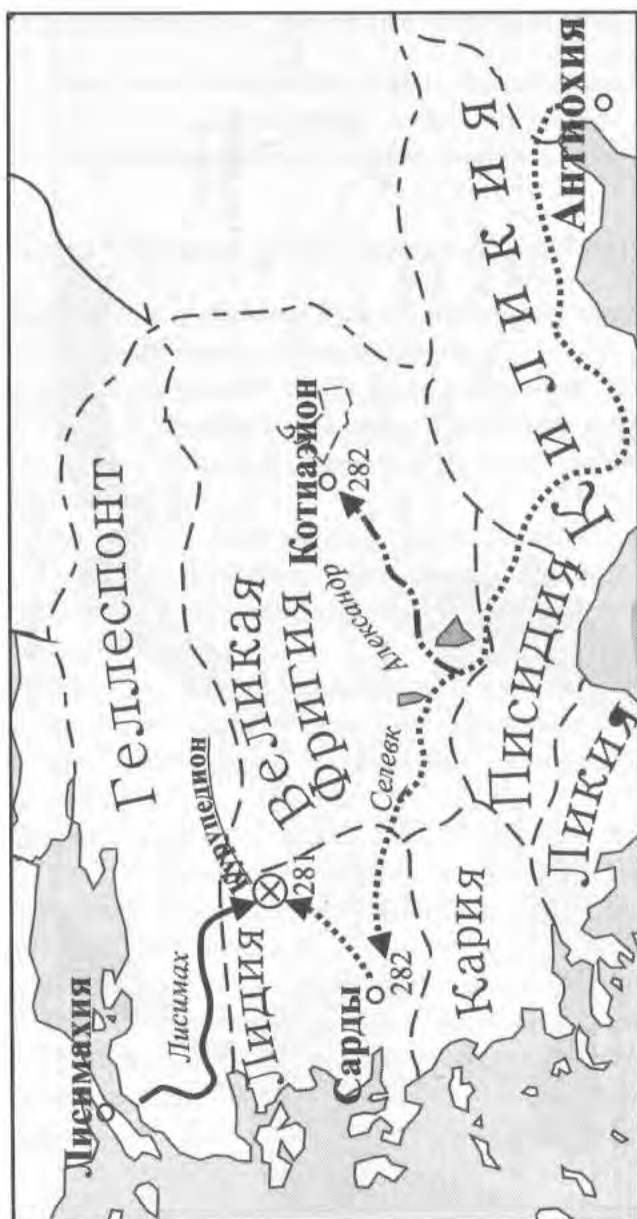 Лисимахия
Геллеспонт
Лисимах
Курупедион
281
Лидия
Великая
Фригия
Котиаэйон
282
Александр
Селевк
Сарды
282
Кария
Писидия
Ликия
Киликия
Антиохия